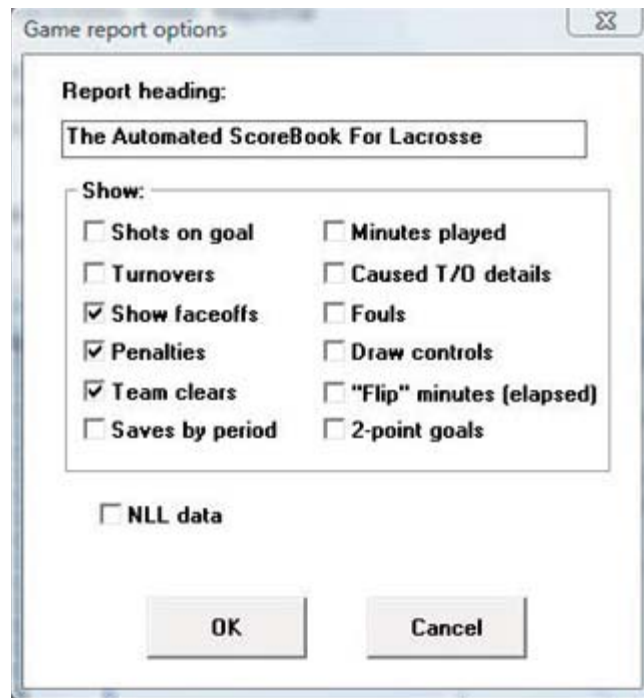 Game report options
Report heading:
The Automated ScoreBook For Lacrosse
Show:
Shots on goal
Minutes played
Turnovers
Caused T/O details
Show faceoffs
Fouls
Penalties
Draw controls
Team clears
"Flip" minutes (elapsed)
Saves by period
2-point goals
NLL data
OK
Cancel